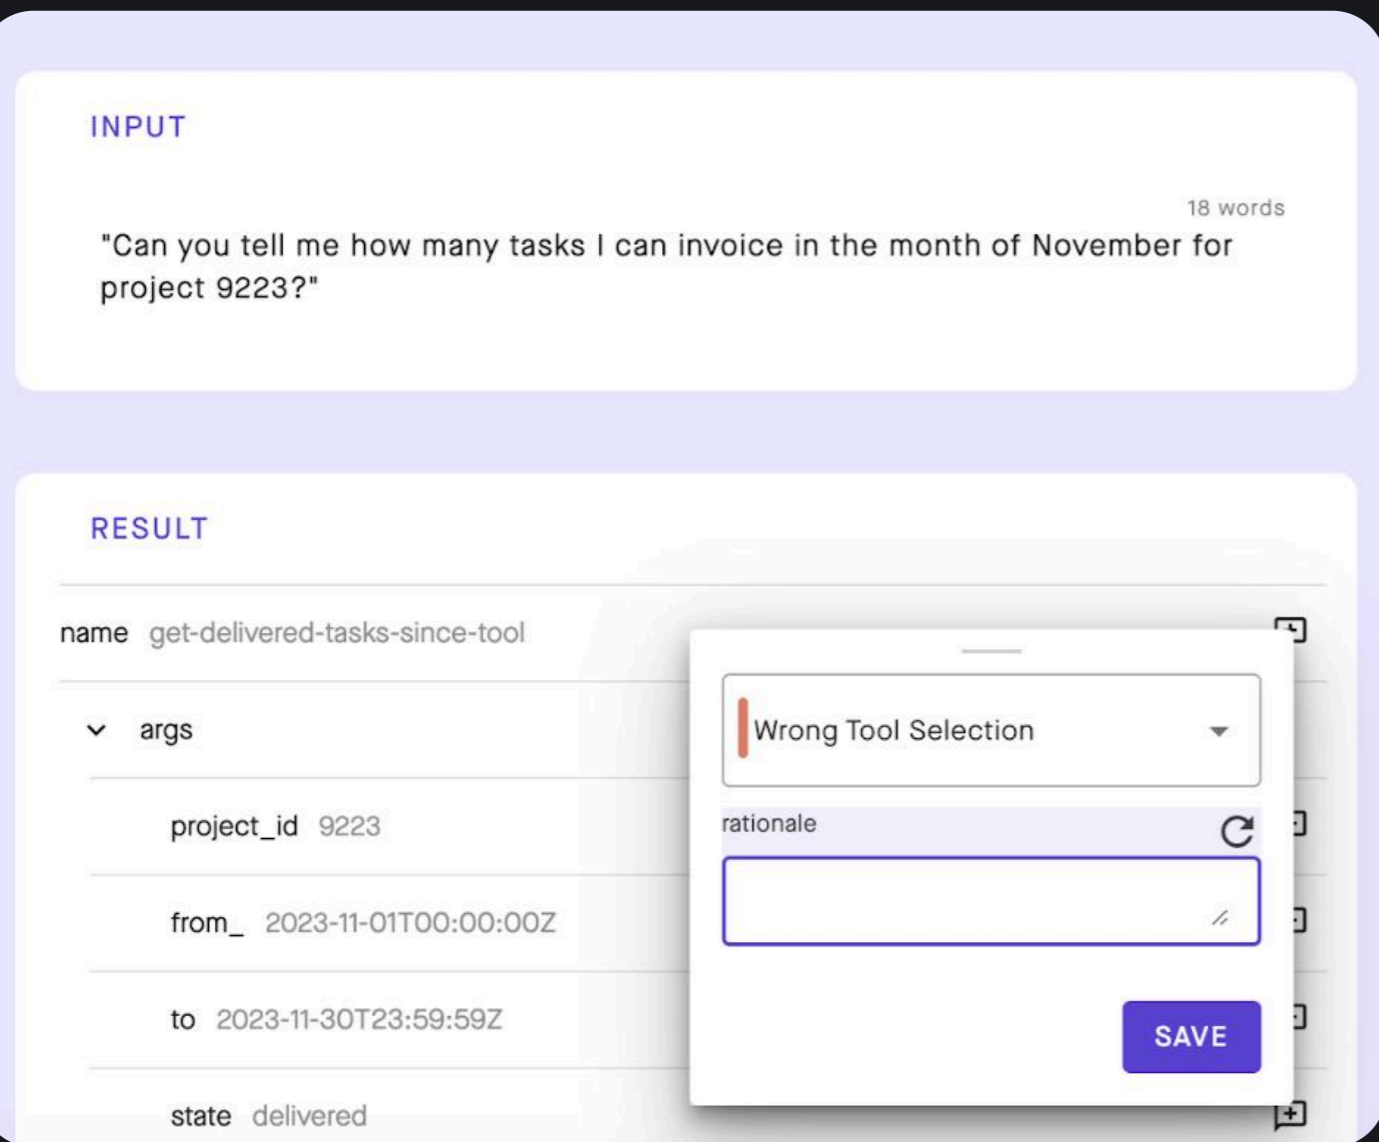 INPUT
18 words
"Can you tell me how many tasks I can invoice in the month of November for
project 9223?"
RESULT
name get-delivered-tasks-since-tool
args
Wrong Tool Selection
project_id 9223
rationale
from_ 2023-11-01T00:00:00Z
to 2023-11-30T23:59:59Z
SAVE
state delivered